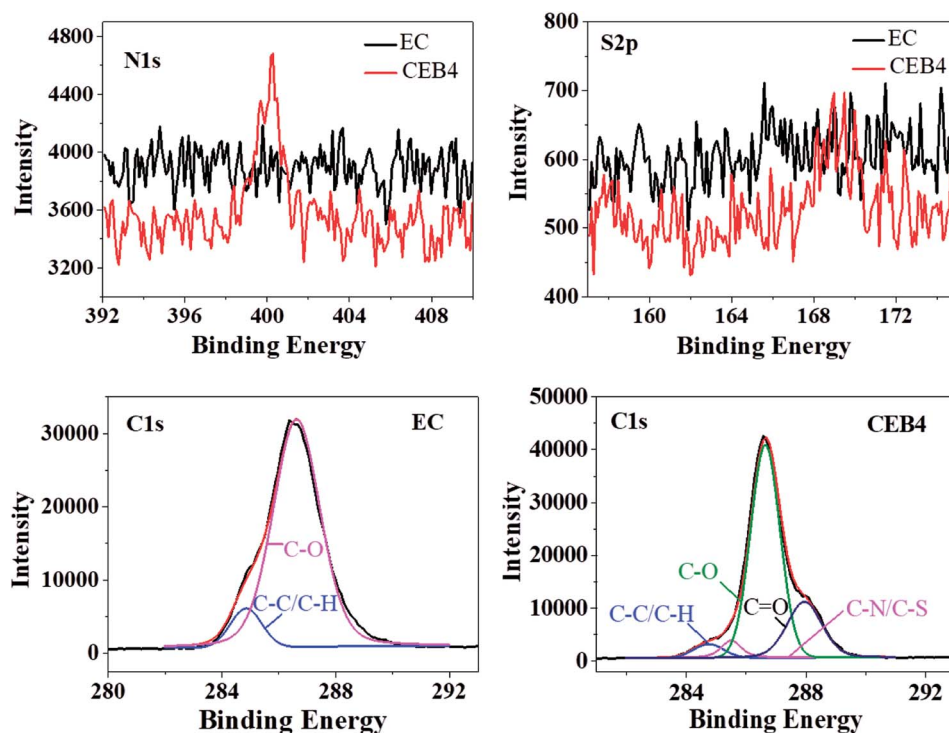 N1s
EC
CEB4
4800
4400
4000
3600
3200
Intensity
392 396 400 404 408
Binding Energy
S2p
EC
CEB4
800
700
600
500
400
Intensity
160 164 168 172
Binding Energy
C1s
EC
30000
20000
10000
0
Intensity
C-O
C-C/C-H
280 284 288 292
Binding Energy
C1s
CEB4
50000
40000
30000
20000
10000
0
Intensity
C-O
C=O
C-C/C-H
C-N/C-S
284 288 292
Binding Energy